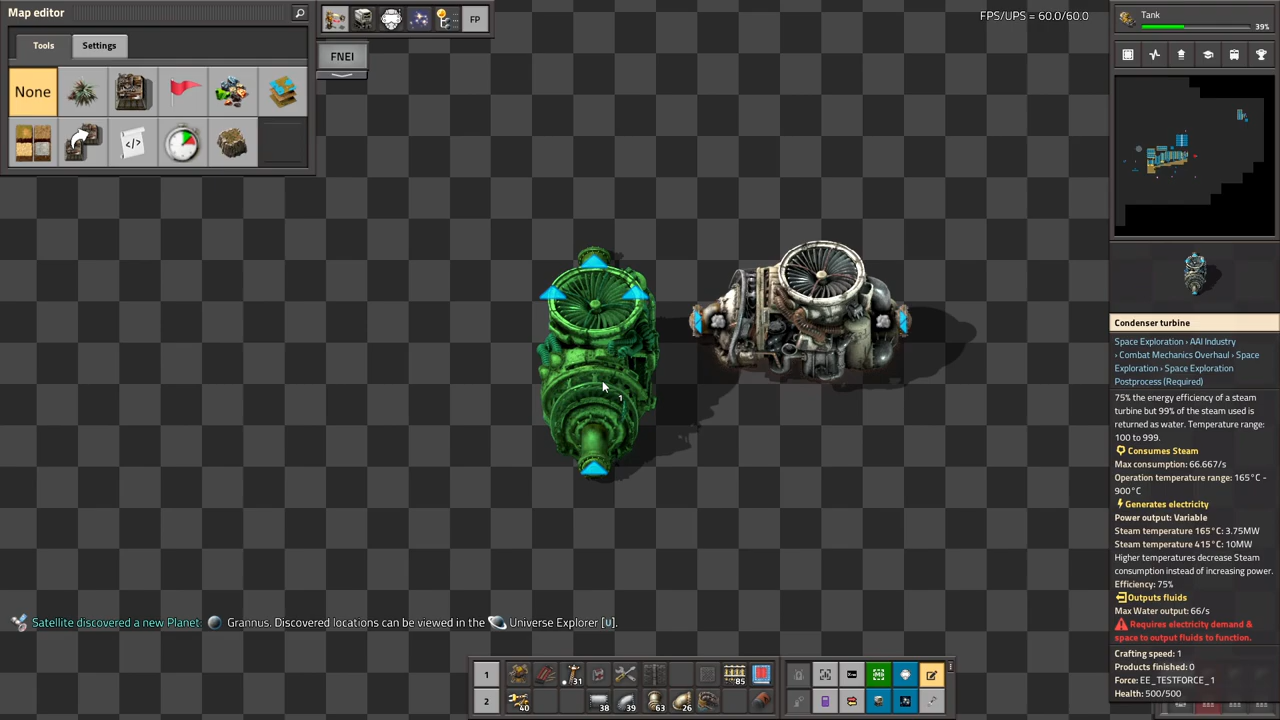 Map editor
Tools
Settings
None
</>
FP
FNEI
FPS/UPS = 60.0/60.0
Tank
39%
Condenser turbine
Space Exploration › AAI Industry
› Combat Mechanics Overhaul › Space
Exploration › Space Exploration
Postprocess (Required)
75% the energy efficiency of a steam
turbine but 99% of the steam used is
returned as water. Temperature range:
100 to 999.
Consumes Steam
Max consumption: 66.667/s
Operation temperature range: 165°C -
900°C
Generates electricity
Power output: Variable
Steam temperature 165°C: 3.75MW
Steam temperature 415°C: 10MW
Higher temperatures decrease Steam
consumption instead of increasing power.
Efficiency: 75%
Outputs fluids
Max Water output: 66/s
Requires electricity demand &
space to output fluids to function.
Crafting speed: 1
Products finished: 0
Force: EE_TESTFORCE_1
Health: 500/500
1
Satellite discovered a new Planet: Grannus. Discovered locations can be viewed in the Universe Explorer [U].
1
31
85
2
40
38
39
63
26